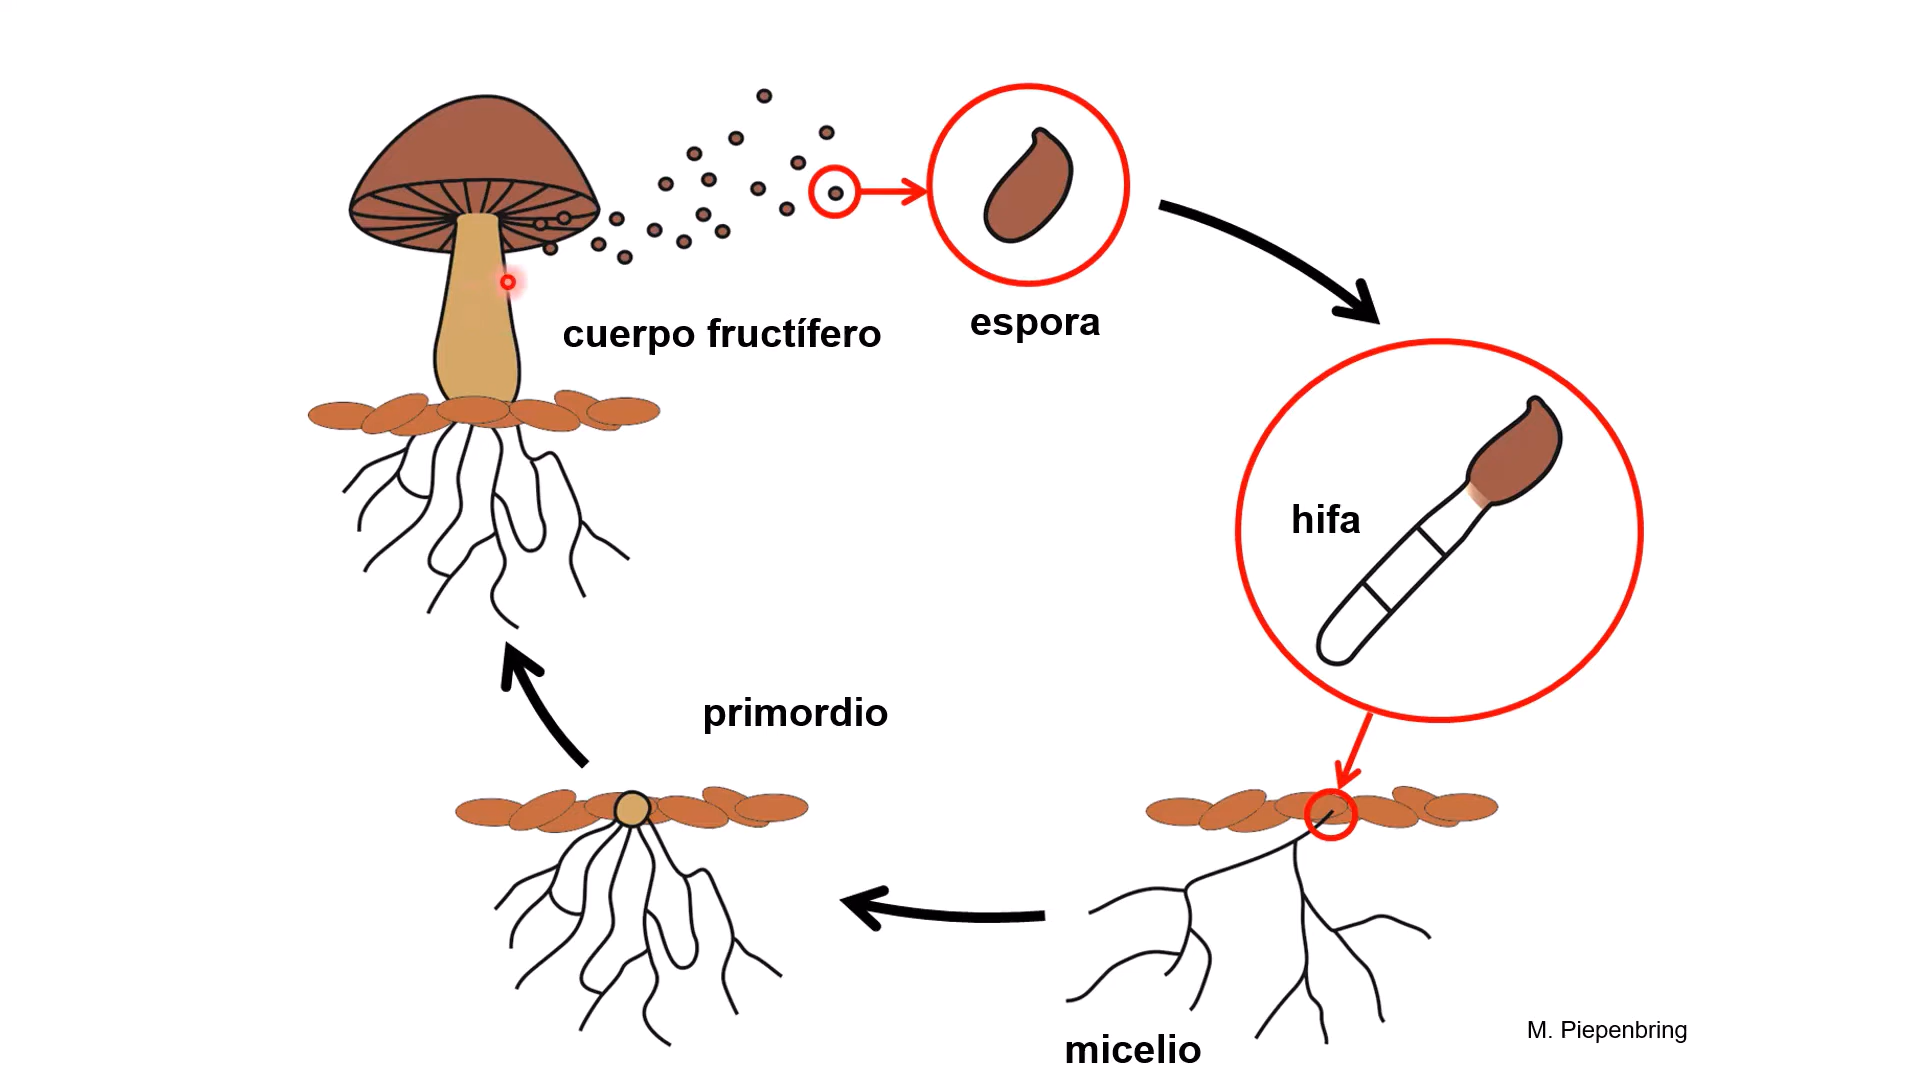 cuerpo fructífero
espora
hifa
primordio
micelio
M. Piepenbring